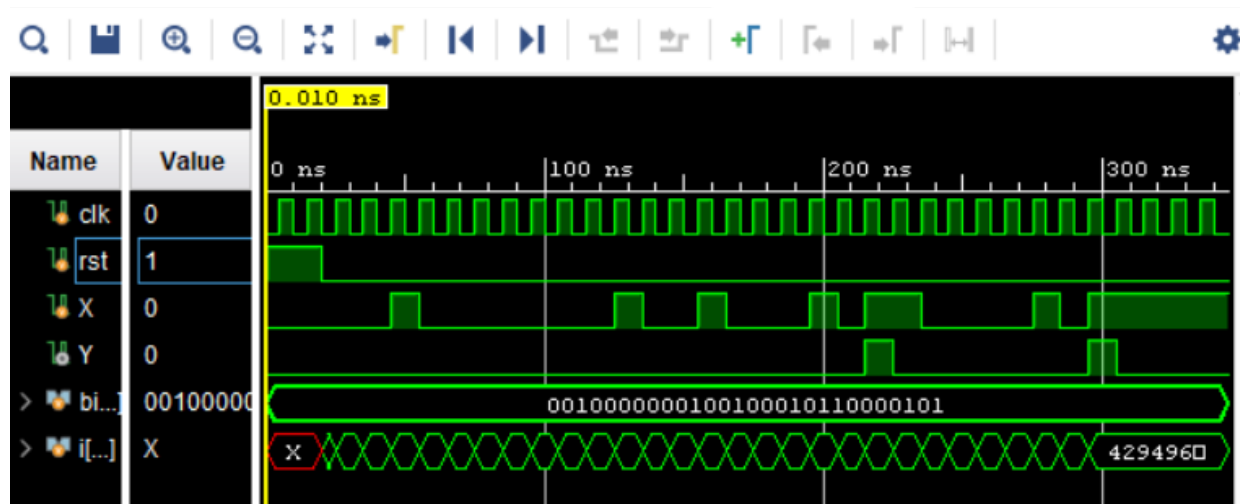 0.010 ns
Name Value
0 ns 100 ns 200 ns 300 ns
clk 0
rst 1
X 0
Y 0
bi...] 00100000 0010000000100100010110000101
i[...] X X 429496